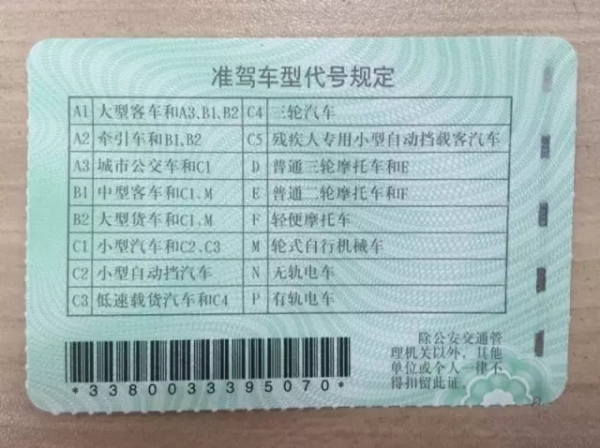 准驾车型代号规定
A1 大型客车和A3、B1、B2 C4 三轮汽车
A2 牵引车和B1、B2 C5 残疾人专用小型自动挡载客汽车
A3 城市公交车和C1 D 普通三轮摩托车和E
B1 中型客车和C1、M E 普通二轮摩托车和F
B2 大型货车和C1、M F 轻便摩托车
C1 小型汽车和C2、C3 M 轮式自行机械车
C2 小型自动挡汽车 N 无轨电车
C3 低速载货汽车和C4 P 有轨电车
除公安交通管
理机关以外，其他
单位或个人一律不
得扣留此证。
*3380033395070*